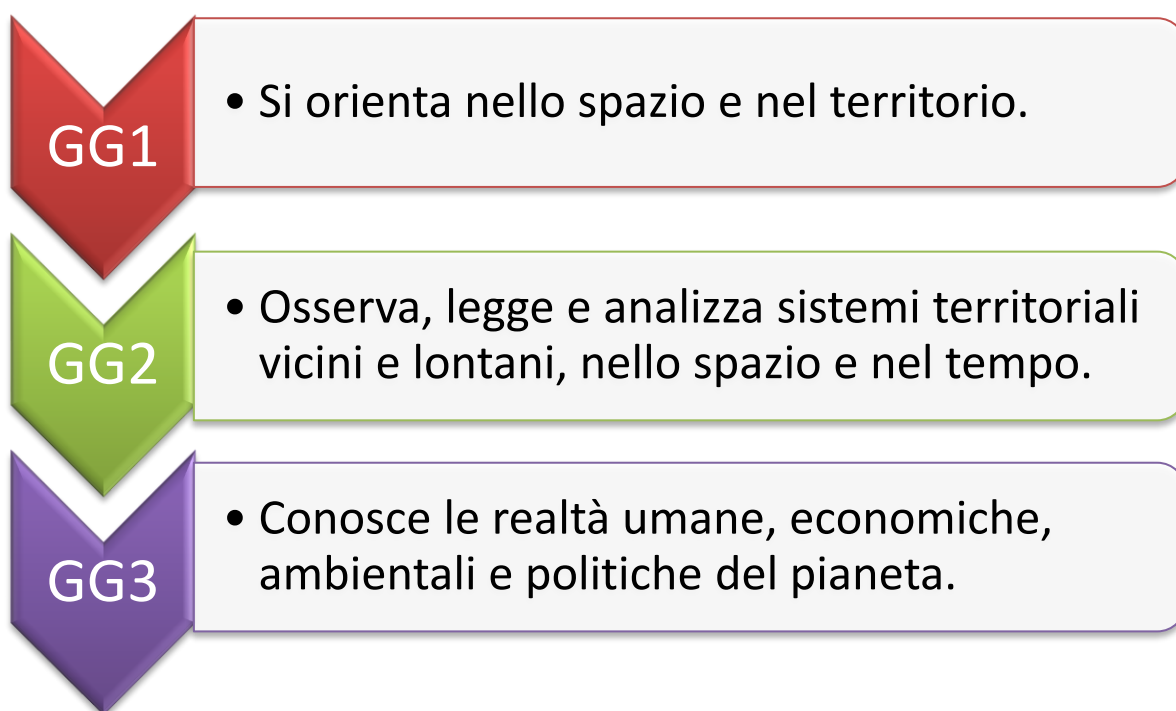 GG1
• Si orienta nello spazio e nel territorio.
GG2
• Osserva, legge e analizza sistemi territoriali
vicini e lontani, nello spazio e nel tempo.
GG3
• Conosce le realtà umane, economiche,
ambientali e politiche del pianeta.